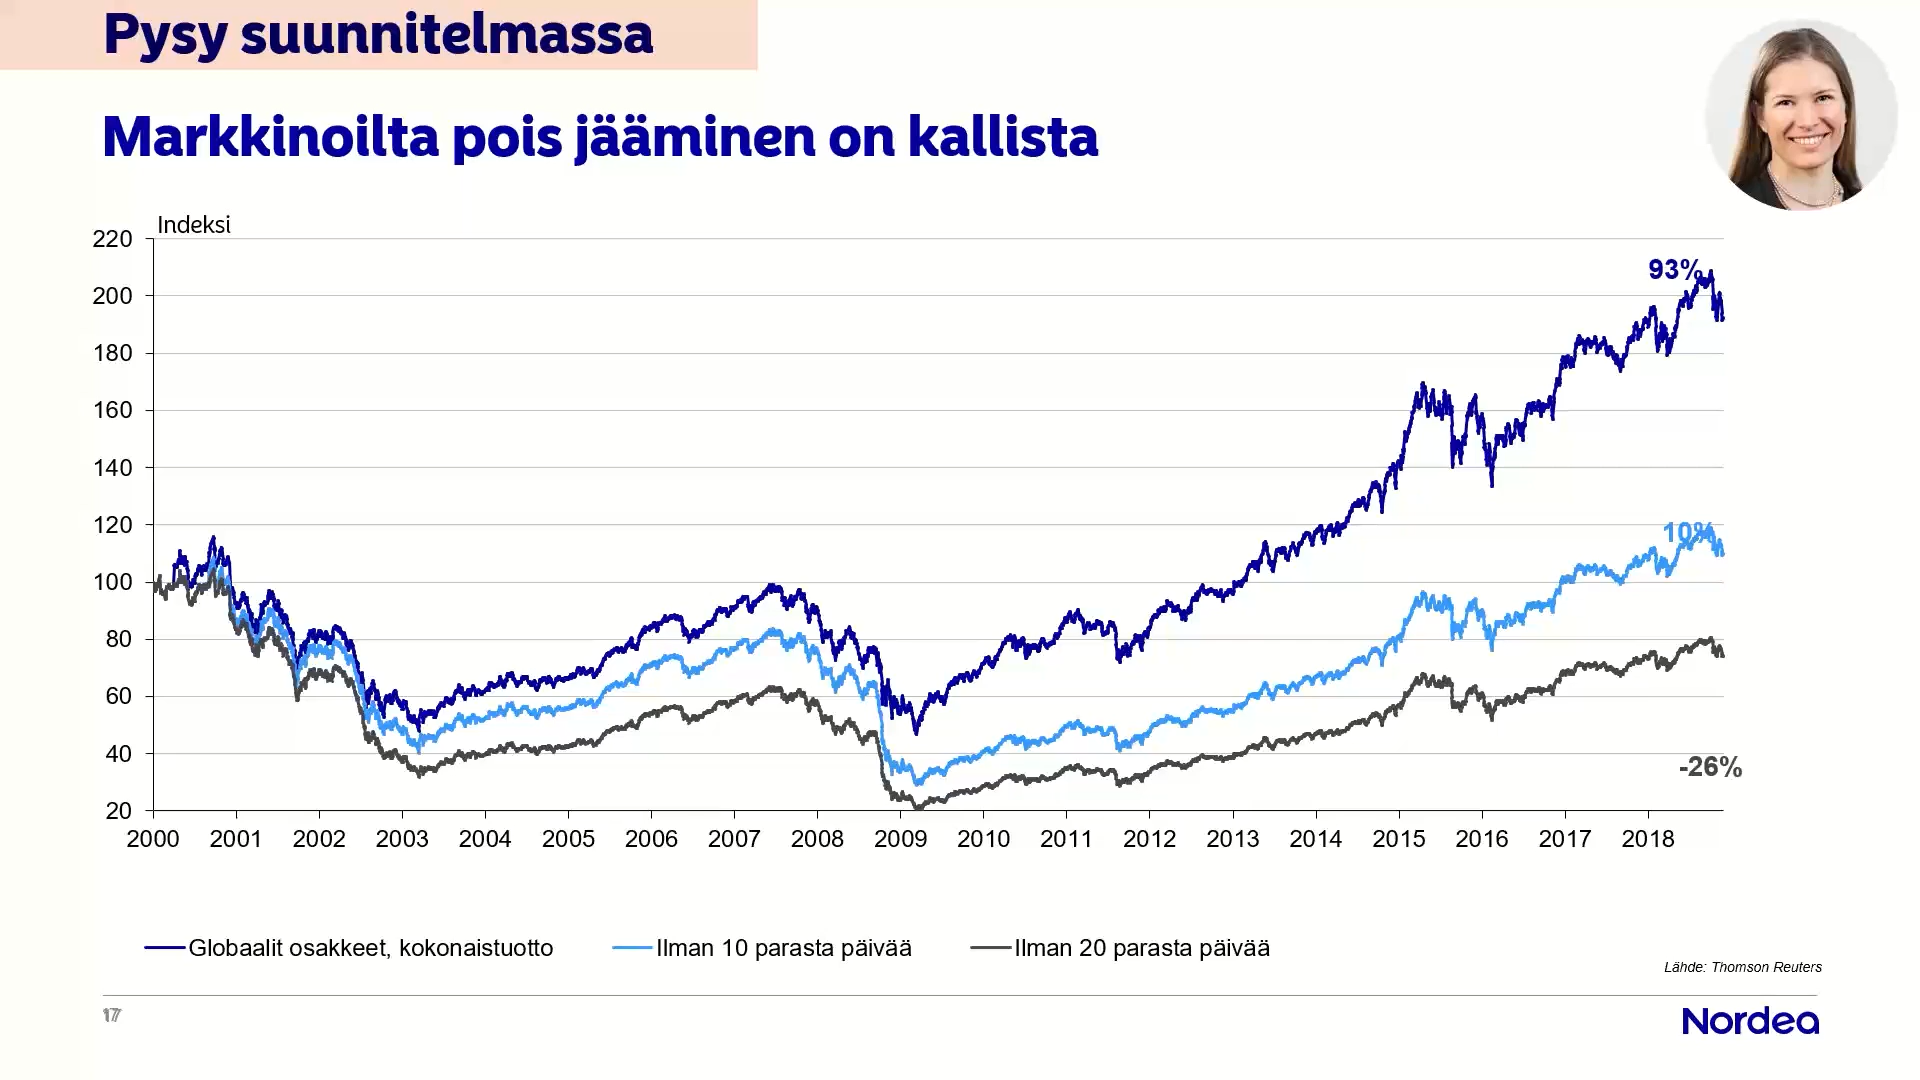 Pysy suunnitelmassa
Markkinoilta pois jääminen on kallista
Indeksi
220
200
180
160
140
120
100
80
60
40
20
93%
10%
-26%
2000 2001 2002 2003 2004 2005 2006 2007 2008 2009 2010 2011 2012 2013 2014 2015 2016 2017 2018
Globaalit osakkeet, kokonaistuotto Ilman 10 parasta päivää Ilman 20 parasta päivää
Lähde: Thomson Reuters
17
Nordea